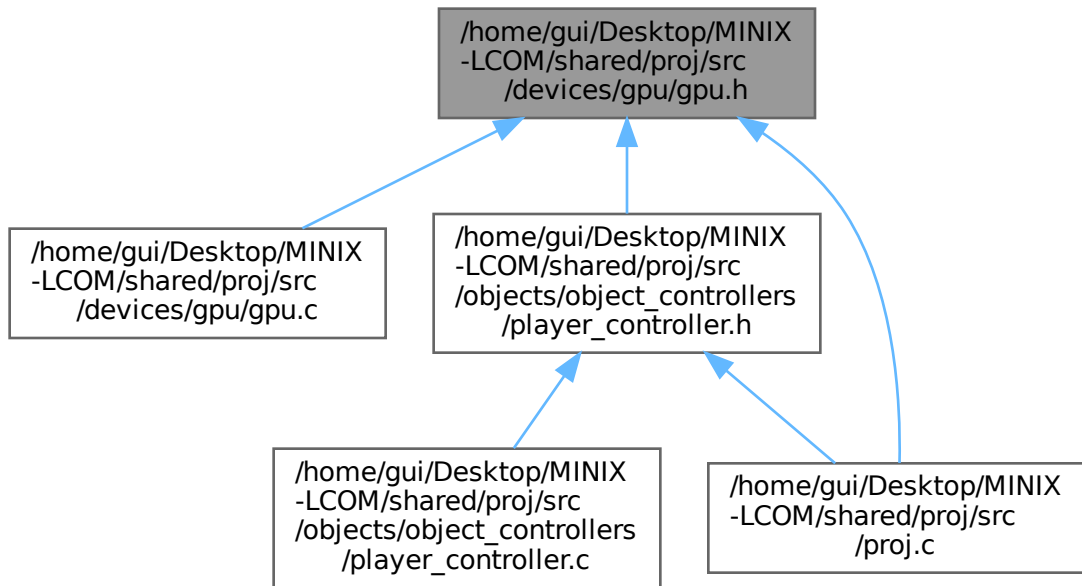 /home/gui/Desktop/MINIX
-LCOM/shared/proj/src
/devices/gpu/gpu.h
/home/gui/Desktop/MINIX
-LCOM/shared/proj/src
/devices/gpu/gpu.c
/home/gui/Desktop/MINIX
-LCOM/shared/proj/src
/objects/object_controllers
/player_controller.h
/home/gui/Desktop/MINIX
-LCOM/shared/proj/src
/objects/object_controllers
/player_controller.c
/home/gui/Desktop/MINIX
-LCOM/shared/proj/src
/proj.c